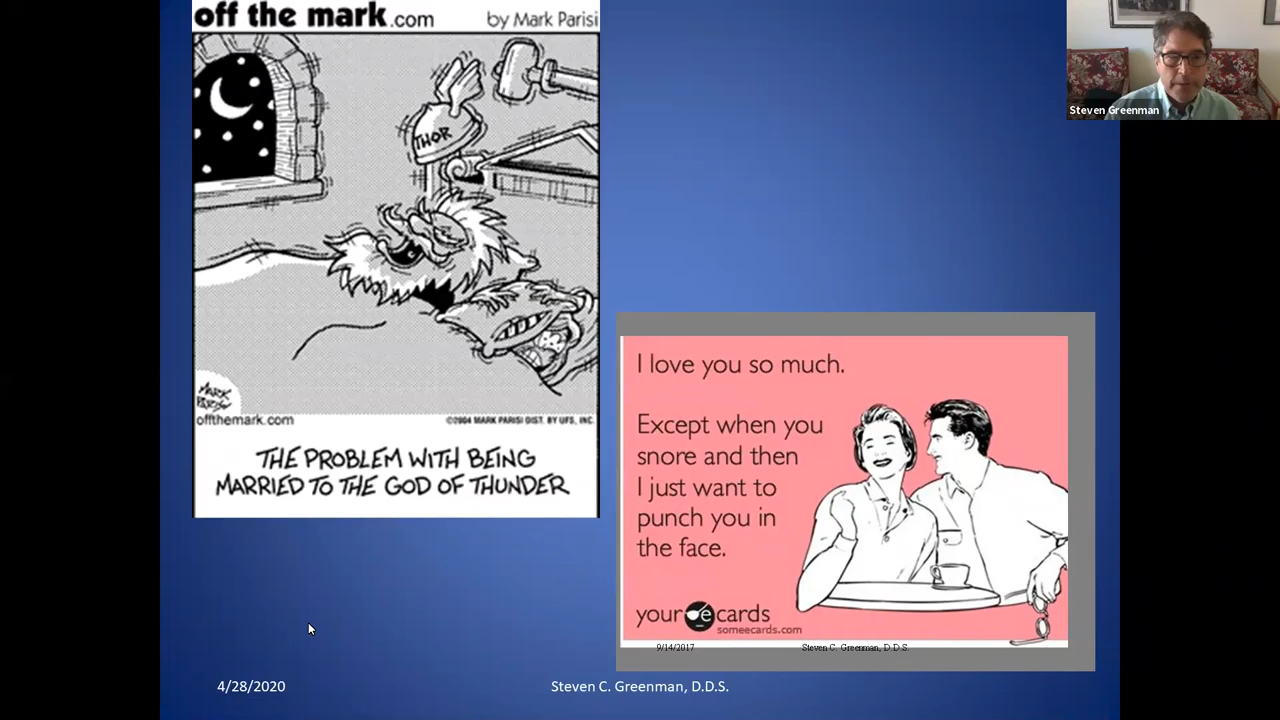 off the mark.com by Mark Parisi
THOR
MARK
PARISI
offthemark.com ©2004 MARK PARISI DIST. BY UFS, INC.
THE PROBLEM WITH BEING
MARRIED TO THE GOD OF THUNDER
Steven Greenman
I love you so much.
Except when you
snore and then
I just want to
punch you in
the face.
your e cards
someecards.com
9/14/2017 Steven C. Greenman, D.D.S.
4/28/2020 Steven C. Greenman, D.D.S.